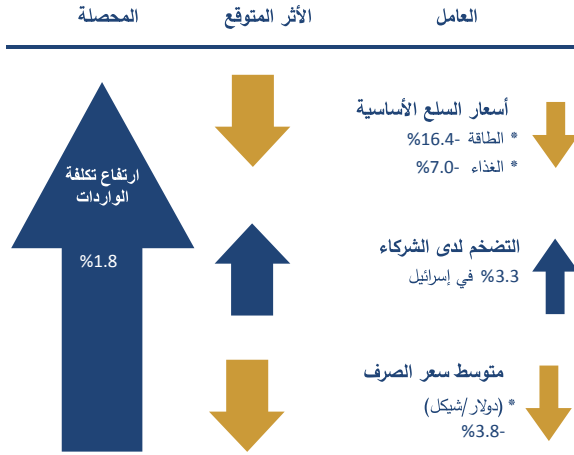 العامل
الأثر المتوقع
المحصلة
أسعار السلع الأساسية
* الطاقة -16.4%
* الغذاء -7.0%
التضخم لدى الشركاء
3.3% في إسرائيل
متوسط سعر الصرف
* (دولار/شيكل)
-3.8%
ارتفاع تكلفة
الواردات
%1.8